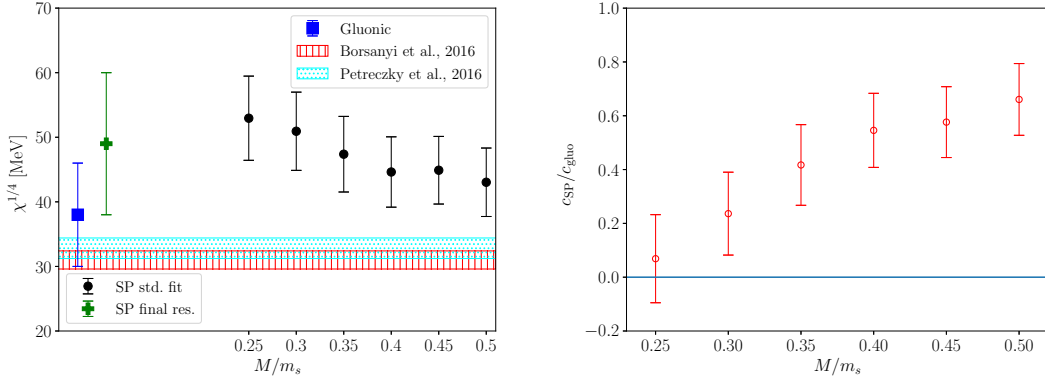 Gluonic
Borsanyi et al., 2016
Petreczky et al., 2016
SP std. fit
SP final res.
70
60
50
40
30
20
χ^{1/4} [MeV]
0.25 0.3 0.35 0.4 0.45 0.5
M/m_s
1.0
0.8
0.6
0.4
0.2
0.0
−0.2
c_SP/c_gluo
0.25 0.30 0.35 0.40 0.45 0.50
M/m_s